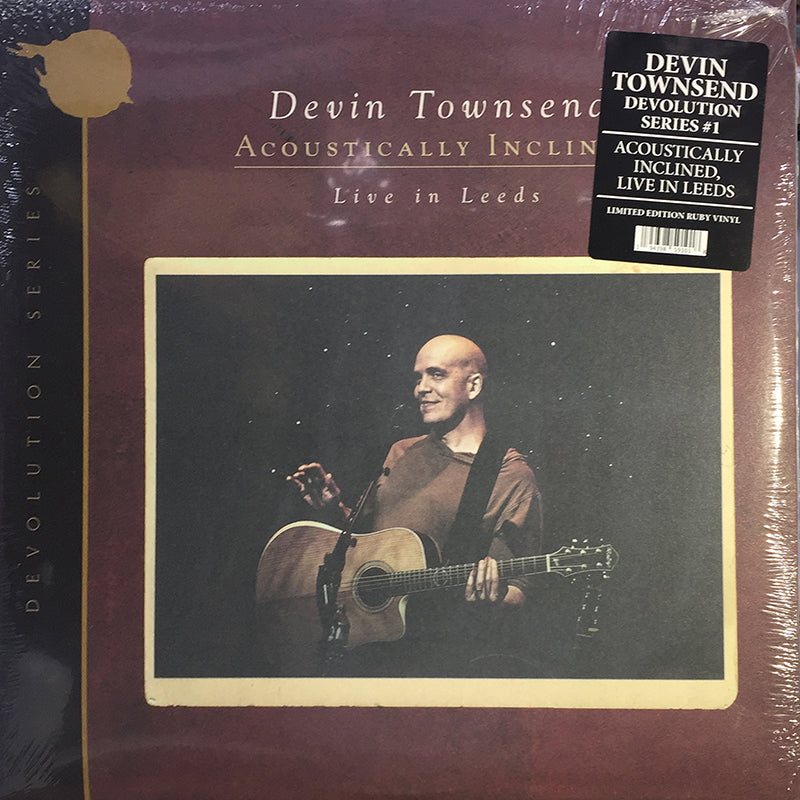 Devin Townsend
ACOUSTICALLY INCLIN
Live in Leeds
DEVOLUTION SERIES
DEVIN
TOWNSEND
DEVOLUTION
SERIES #1
ACOUSTICALLY
INCLINED,
LIVE IN LEEDS
LIMITED EDITION RUBY VINYL